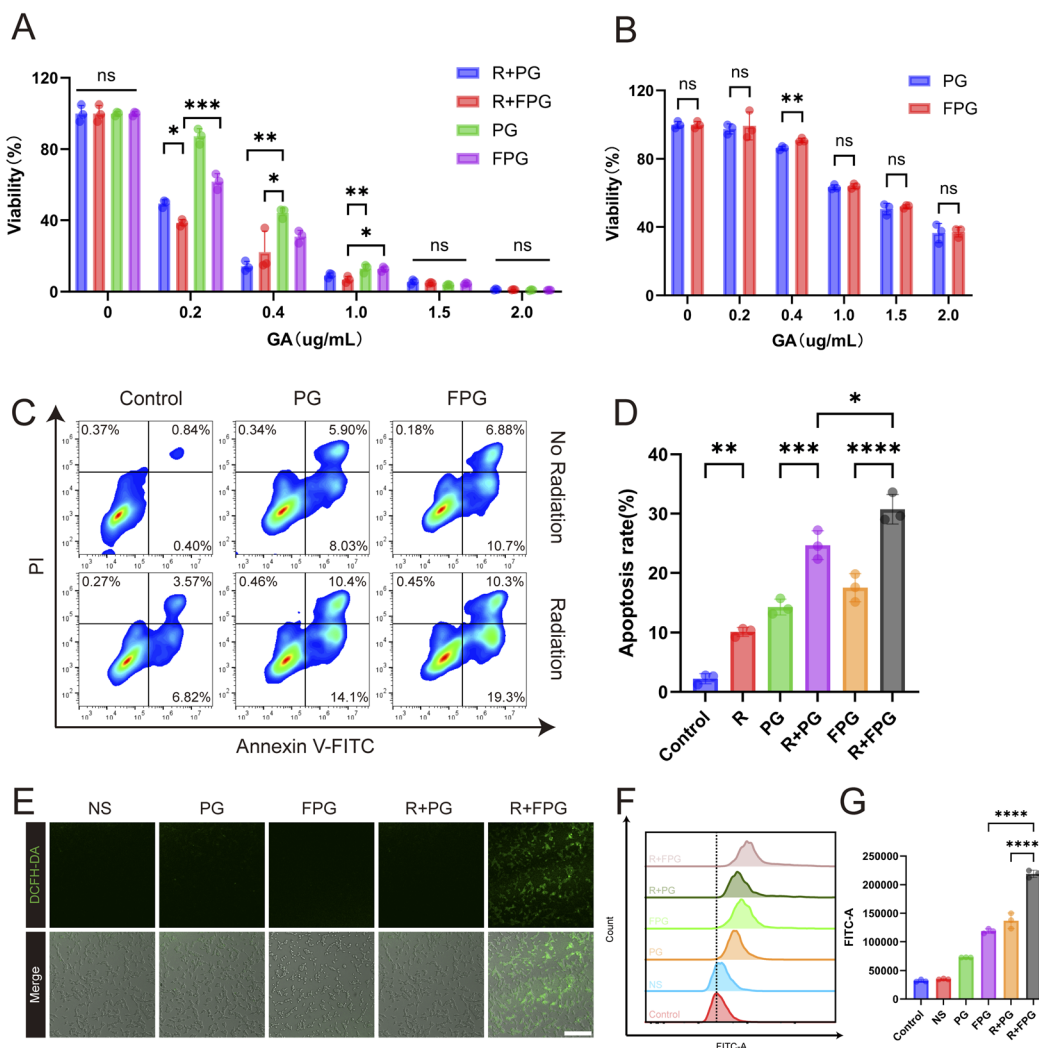 A
120
80
40
0
Viability (%)
ns
*
***
**
*
**
*
ns
ns
R+PG
R+FPG
PG
FPG
0
0.2
0.4
1.0
1.5
2.0
GA (ug/mL)
B
120
80
40
0
Viability (%)
ns
ns
**
ns
ns
ns
PG
FPG
0
0.2
0.4
1.0
1.5
2.0
GA (ug/mL)
C
Control
PG
FPG
0.37%
0.84%
0.40%
0.34%
5.90%
8.03%
0.18%
6.88%
10.7%
No Radiation
0.27%
3.57%
6.82%
0.46%
10.4%
14.1%
0.45%
10.3%
19.3%
Radiation
PI
Annexin V-FITC
D
*
**
***
****
40
30
20
10
0
Apoptosis rate(%)
Control
R
PG
R+PG
FPG
R+FPG
E
NS
PG
FPG
R+PG
R+FPG
DCFH-DA
Merge
F
R+FPG
R+PG
FPG
PG
NS
Control
Count
FITC-A
G
****
****
250000
200000
150000
100000
50000
0
FITC-A
Control
NS
PG
FPG
R+PG
R+FPG